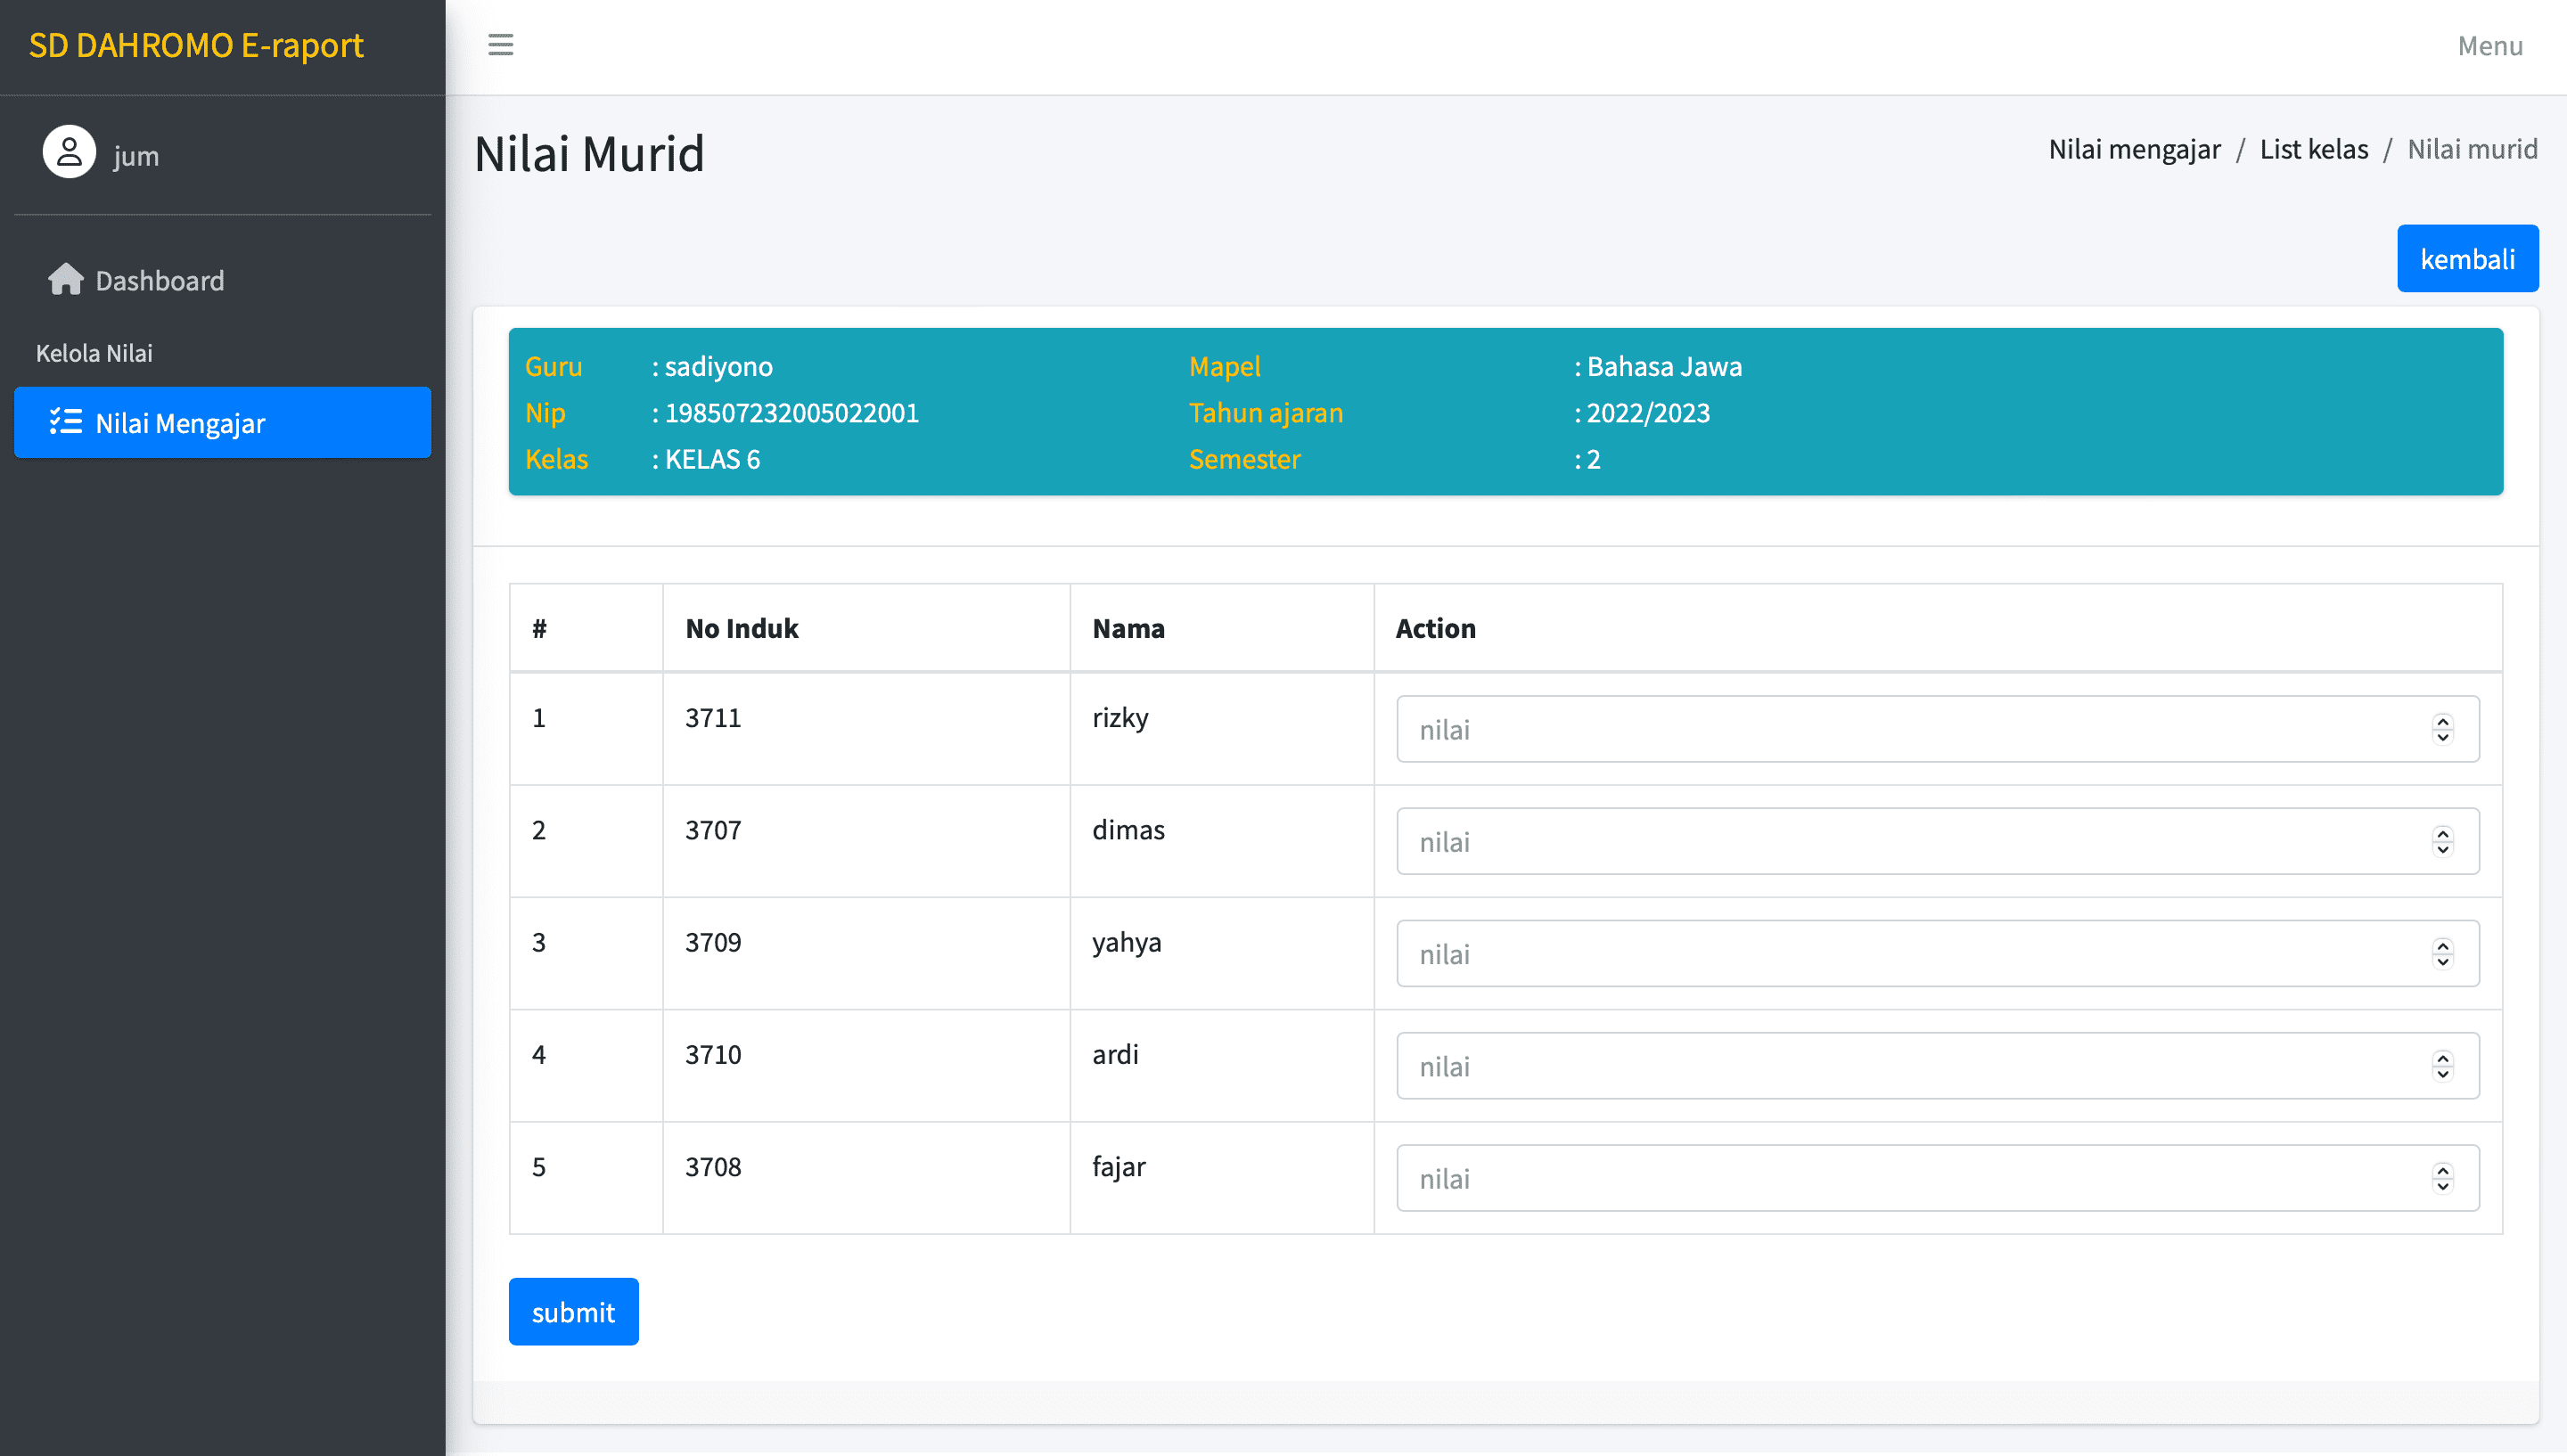 SD DAHROMO E-raport
Menu
jum
Dashboard
Kelola Nilai
Nilai Mengajar
Nilai Murid
Nilai mengajar / List kelas / Nilai murid
kembali
Guru : sadiyono Mapel : Bahasa Jawa
Nip : 198507232005022001 Tahun ajaran : 2022/2023
Kelas : KELAS 6 Semester : 2
# No Induk Nama Action
1 3711 rizky nilai
2 3707 dimas nilai
3 3709 yahya nilai
4 3710 ardi nilai
5 3708 fajar nilai
submit